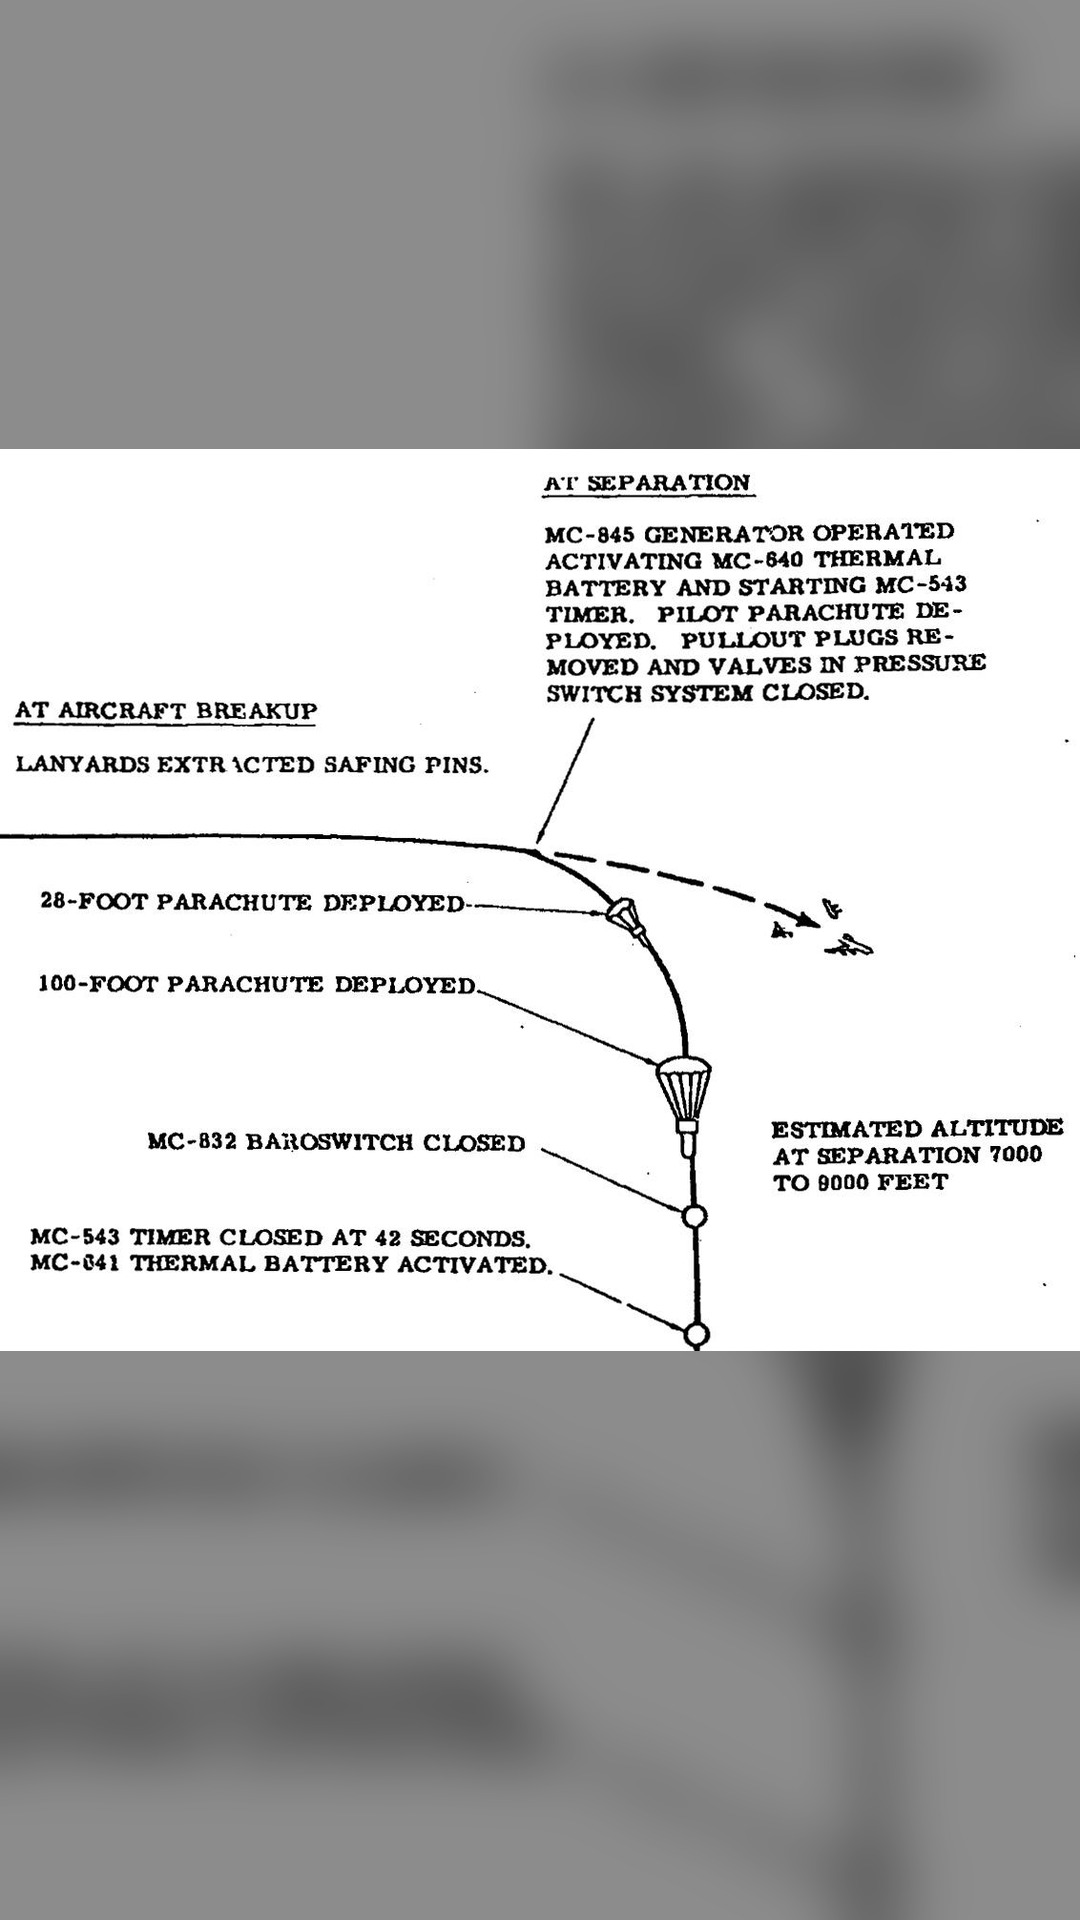 AT SEPARATION
MC-845 GENERATOR OPERATED
ACTIVATING MC-640 THERMAL
BATTERY AND STARTING MC-543
TIMER. PILOT PARACHUTE DE-
PLOYED. PULLOUT PLUGS RE-
MOVED AND VALVES IN PRESSURE
SWITCH SYSTEM CLOSED.
AT AIRCRAFT BREAKUP
LANYARDS EXTRACTED SAFING PINS.
28-FOOT PARACHUTE DEPLOYED
100-FOOT PARACHUTE DEPLOYED
MC-832 BAROSWITCH CLOSED
ESTIMATED ALTITUDE
AT SEPARATION 7000
TO 9000 FEET
MC-543 TIMER CLOSED AT 42 SECONDS.
MC-641 THERMAL BATTERY ACTIVATED.